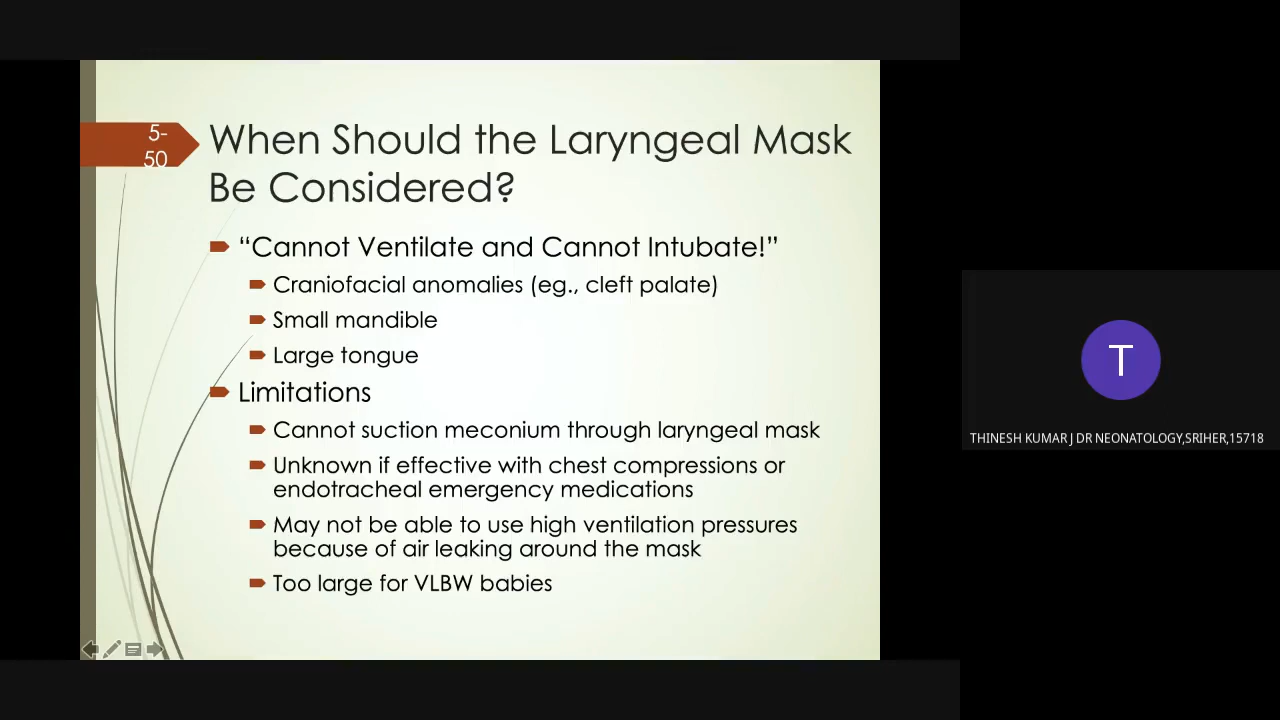 5-
50
When Should the Laryngeal Mask
Be Considered?
“Cannot Ventilate and Cannot Intubate!”
Craniofacial anomalies (eg., cleft palate)
Small mandible
Large tongue
Limitations
Cannot suction meconium through laryngeal mask
Unknown if effective with chest compressions or
endotracheal emergency medications
May not be able to use high ventilation pressures
because of air leaking around the mask
Too large for VLBW babies
T
THINESH KUMAR J DR NEONATOLOGY,SRIHER,15718